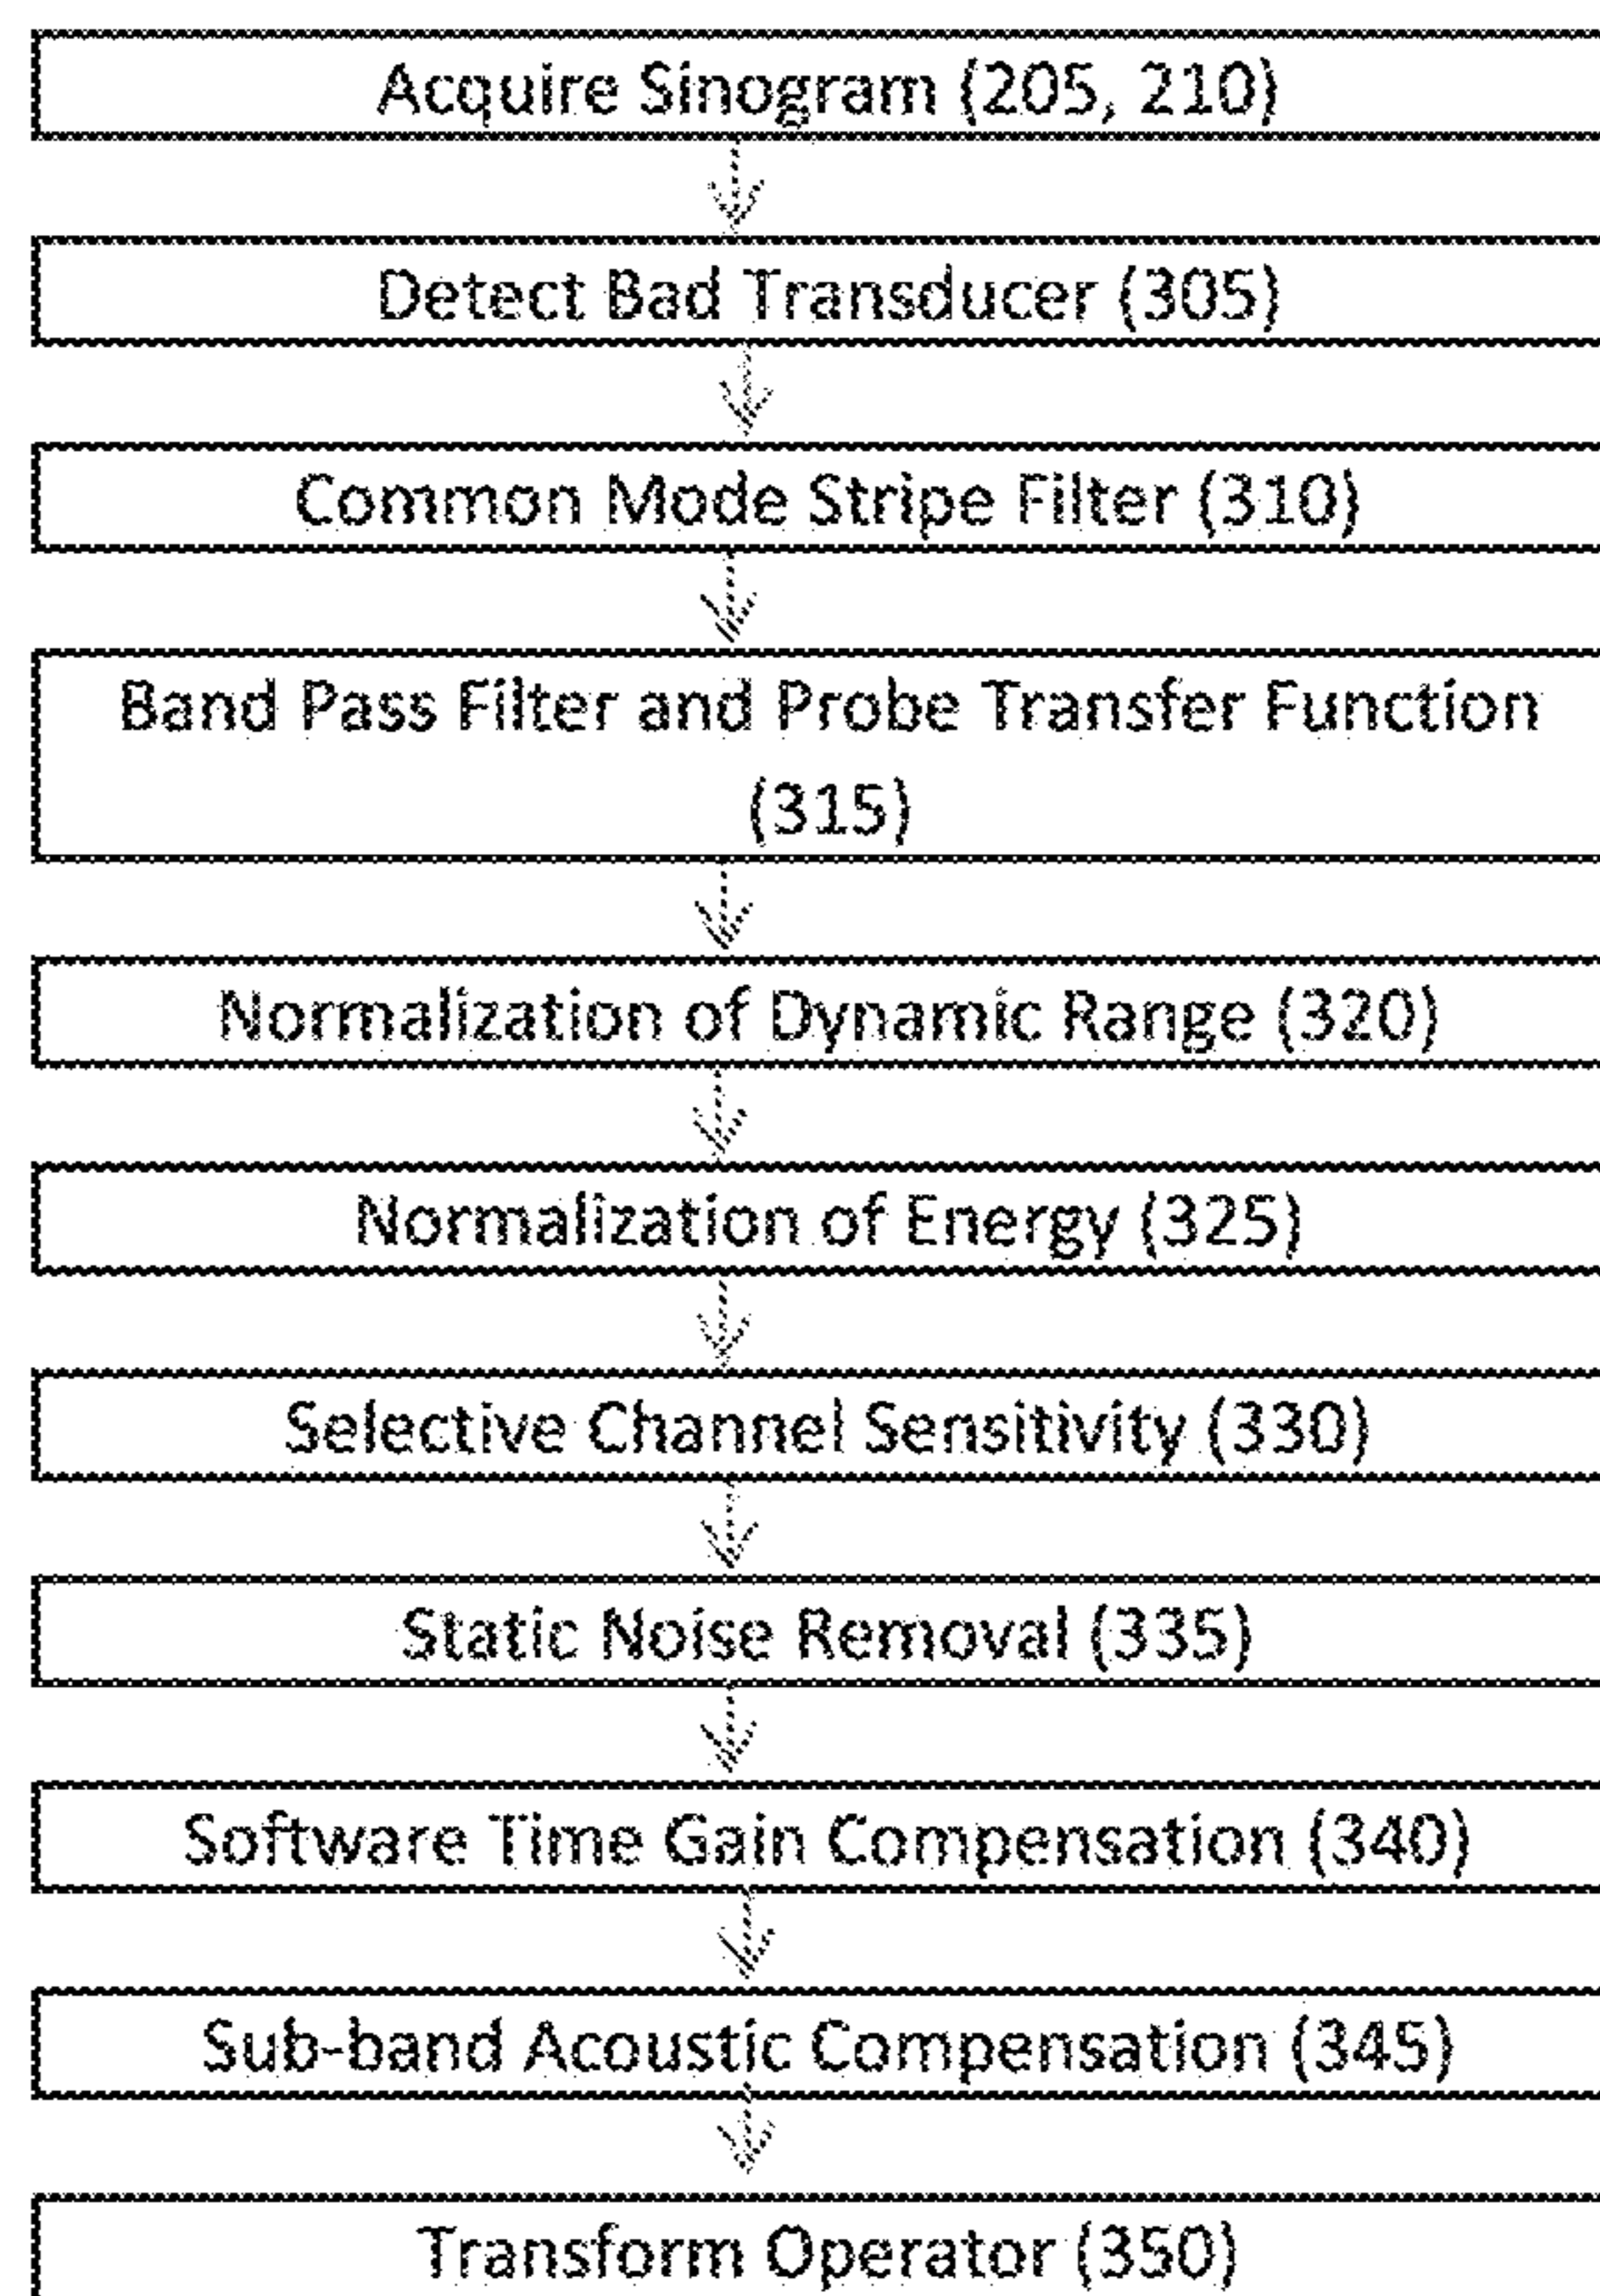 Acquire Sinogram (205, 210)
Detect Bad Transducer (305)
Common Mode Stripe Filter (310)
Band Pass Filter and Probe Transfer Function
(315)
Normalization of Dynamic Range (320)
Normalization of Energy (325)
Selective Channel Sensitivity (330)
Static Noise Removal (335)
Software Time Gain Compensation (340)
Sub-band Acoustic Compensation (345)
Transform Operator (350)